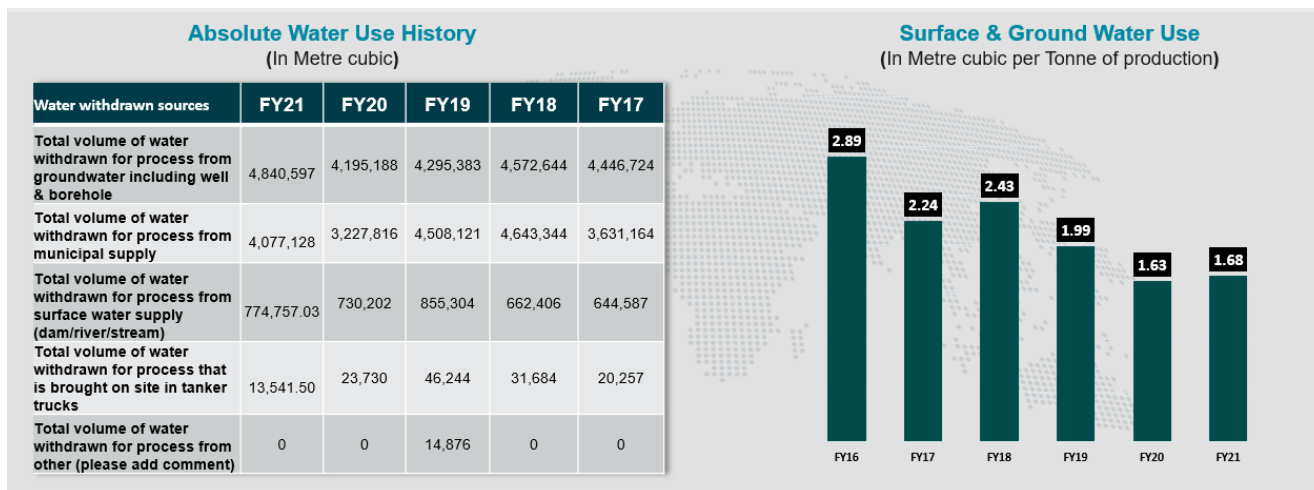 Absolute Water Use History
(In Metre cubic)
Water withdrawn sources FY21 FY20 FY19 FY18 FY17
Total volume of water
withdrawn for process from
groundwater including well
& borehole
4,840,597 4,195,188 4,295,383 4,572,644 4,446,724
Total volume of water
withdrawn for process from
municipal supply
4,077,128 3,227,816 4,508,121 4,643,344 3,631,164
Total volume of water
withdrawn for process from
surface water supply
(dam/river/stream)
774,757.03 730,202 855,304 662,406 644,587
Total volume of water
withdrawn for process that
is brought on site in tanker
trucks
13,541.50 23,730 46,244 31,684 20,257
Total volume of water
withdrawn for process from
other (please add comment)
0 0 14,876 0 0
Surface & Ground Water Use
(In Metre cubic per Tonne of production)
2.89 2.24 2.43 1.99 1.63 1.68
FY16 FY17 FY18 FY19 FY20 FY21